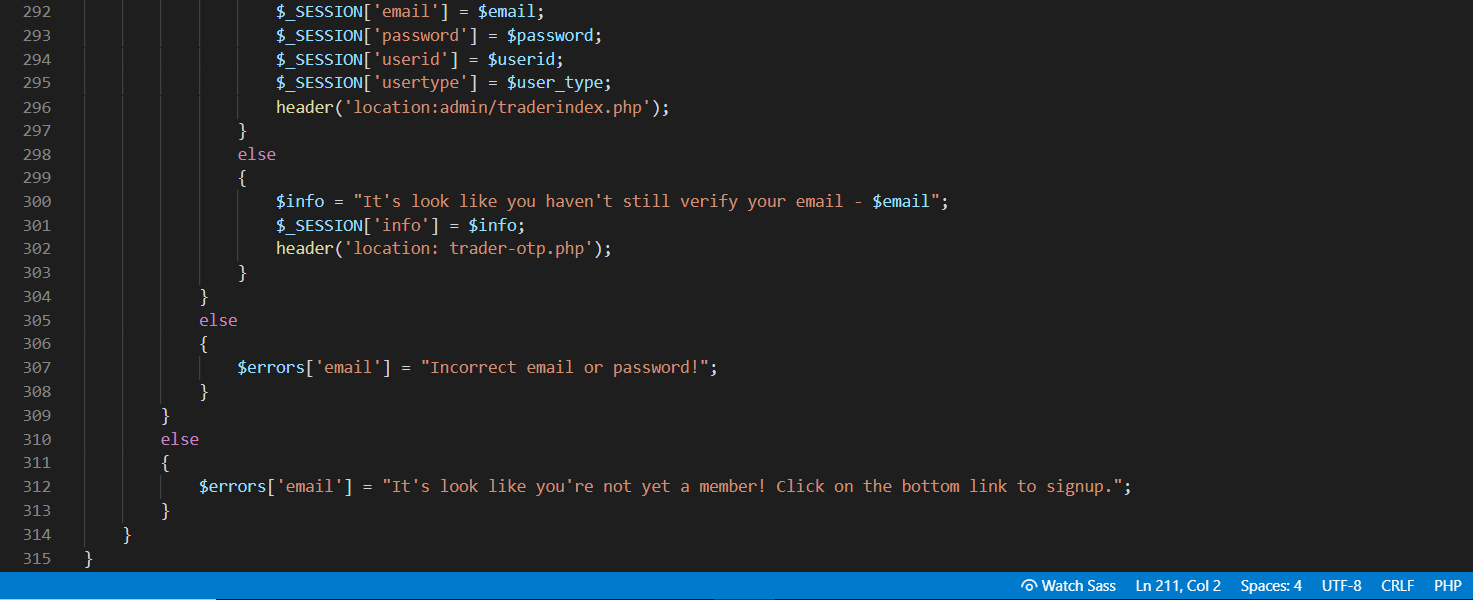 292 $_SESSION['email'] = $email;
293 $_SESSION['password'] = $password;
294 $_SESSION['userid'] = $userid;
295 $_SESSION['usertype'] = $user_type;
296 header('location:admin/traderindex.php');
297 }
298 else
299 {
300 $info = "It's look like you haven't still verify your email - $email";
301 $_SESSION['info'] = $info;
302 header('location: trader-otp.php');
303 }
304 }
305 else
306 {
307 $errors['email'] = "Incorrect email or password!";
308 }
309 }
310 else
311 {
312 $errors['email'] = "It's look like you're not yet a member! Click on the bottom link to signup.";
313 }
314 }
315 }
Watch Sass Ln 211, Col 2 Spaces: 4 UTF-8 CRLF PHP